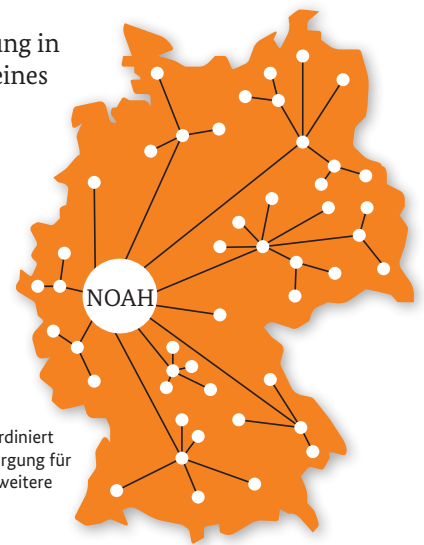 ung in
eines
NOAH
rdiniert
rgung für
weitere